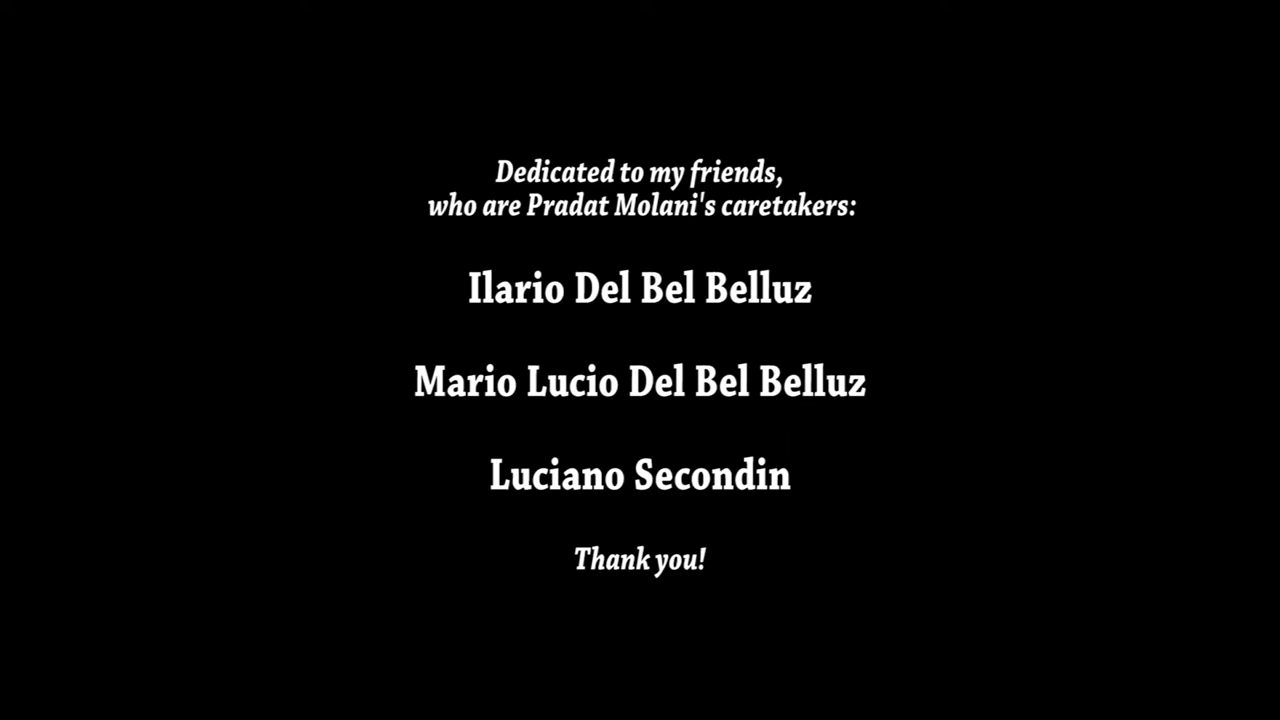 Dedicated to my friends,
who are Pradat Molani's caretakers:
Ilario Del Bel Belluz
Mario Lucio Del Bel Belluz
Luciano Secondin
Thank you!